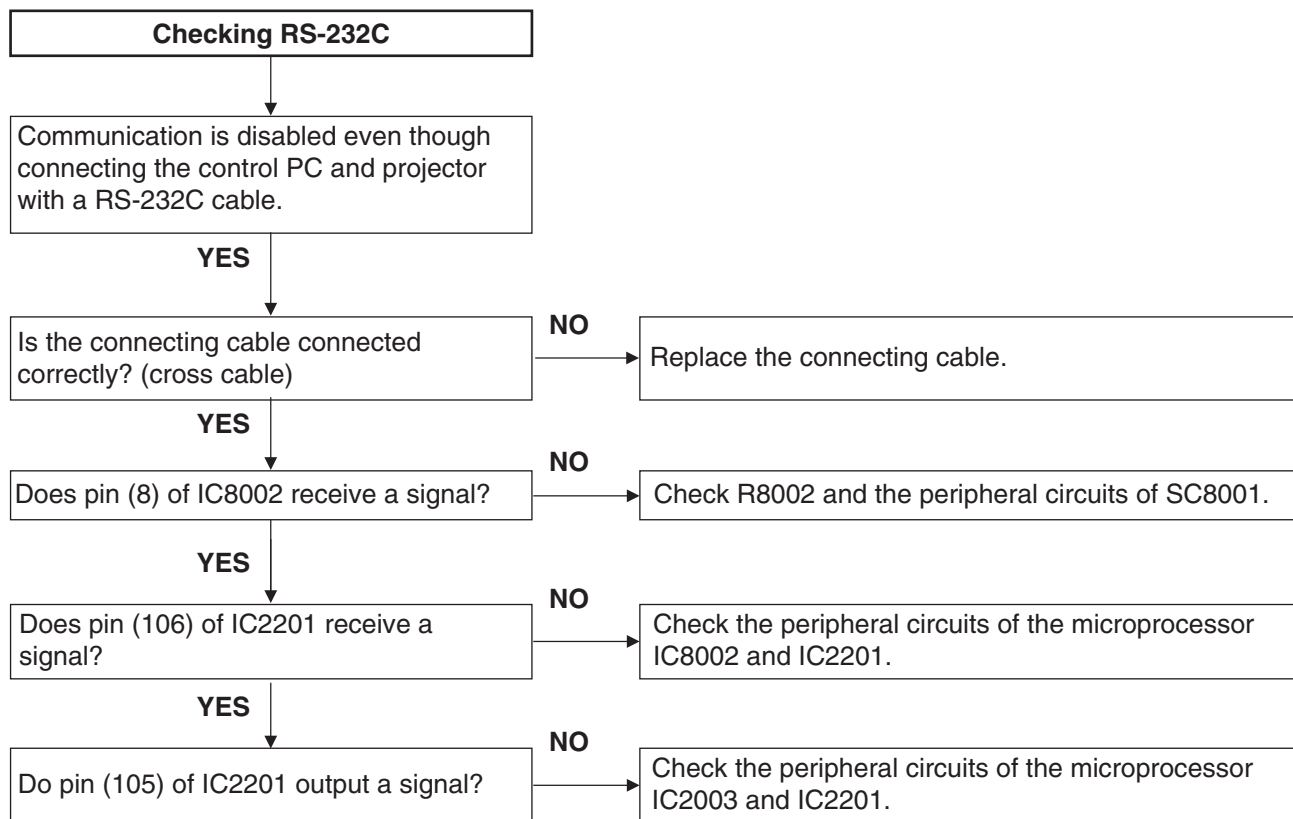 Checking RS-232C
Communication is disabled even though
connecting the control PC and projector
with a RS-232C cable.
YES
Is the connecting cable connected
correctly? (cross cable)
NO
Replace the connecting cable.
YES
Does pin (8) of IC8002 receive a signal?
NO
Check R8002 and the peripheral circuits of SC8001.
YES
Does pin (106) of IC2201 receive a
signal?
NO
Check the peripheral circuits of the microprocessor
IC8002 and IC2201.
YES
Do pin (105) of IC2201 output a signal?
NO
Check the peripheral circuits of the microprocessor
IC2003 and IC2201.